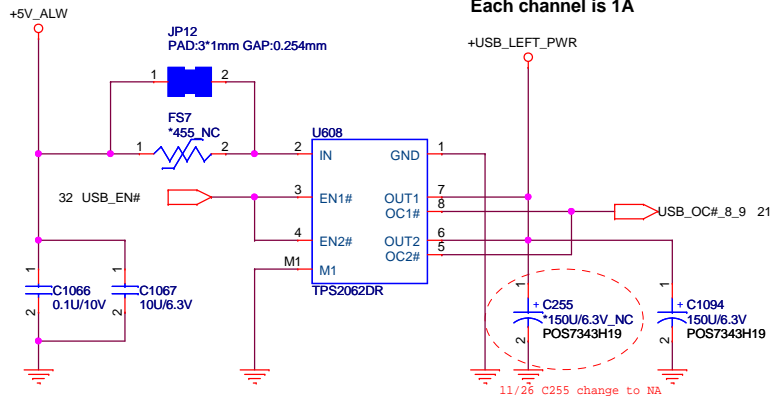 Each channel is 1A
+5V_ALW
JP12
PAD:3*1mm GAP:0.254mm
+USB_LEFT_PWR
1
2
FS7
*455_NC
1
2
U608
2
IN
GND
1
32 USB_EN#
3
EN1#
OUT1
7
OC1#
8
USB_OC#_8_9 21
4
EN2#
OUT2
6
OC2#
5
M1
M1
TPS2062DR
1
C1066
0.1U/10V
2
1
C1067
10U/6.3V
2
1
+ C255
*150U/6.3V_NC
POS7343H19
2
1
+ C1094
150U/6.3V
POS7343H19
2
11/26 C255 change to NA